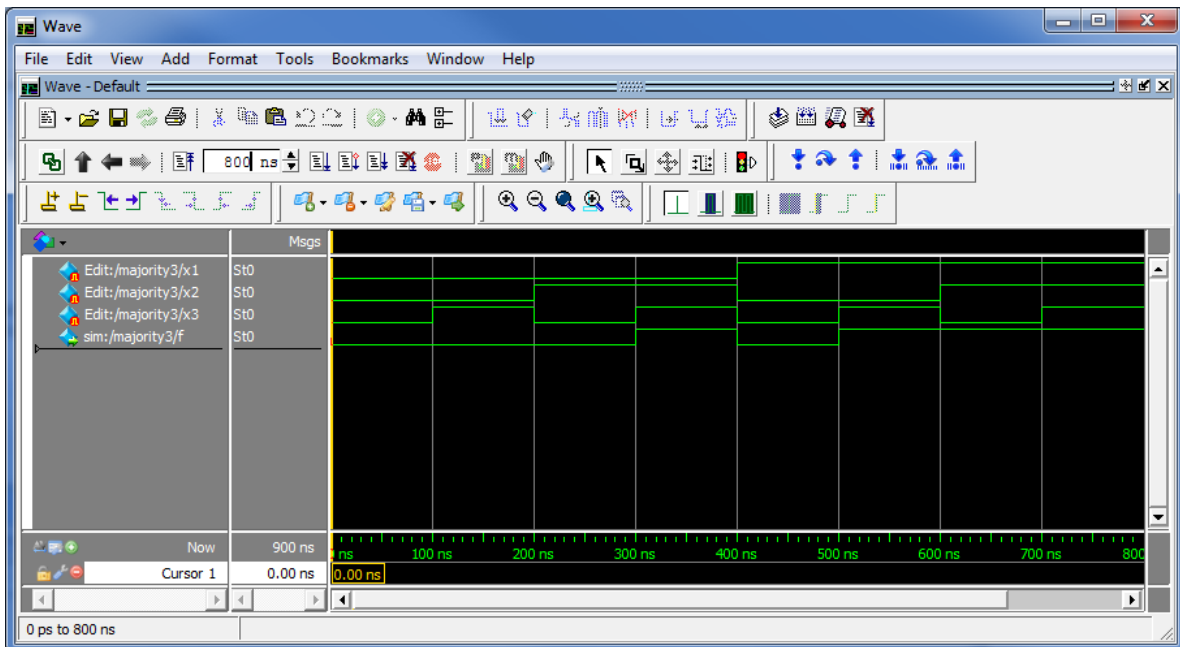 Wave
File Edit View Add Format Tools Bookmarks Window Help
Wave - Default
800 ns
Msgs
Edit:/majority3/x1 St0
Edit:/majority3/x2 St0
Edit:/majority3/x3 St0
sim:/majority3/f St0
Now 900 ns ns 100 ns 200 ns 300 ns 400 ns 500 ns 600 ns 700 ns 800
Cursor 1 0.00 ns 0.00 ns
0 ps to 800 ns